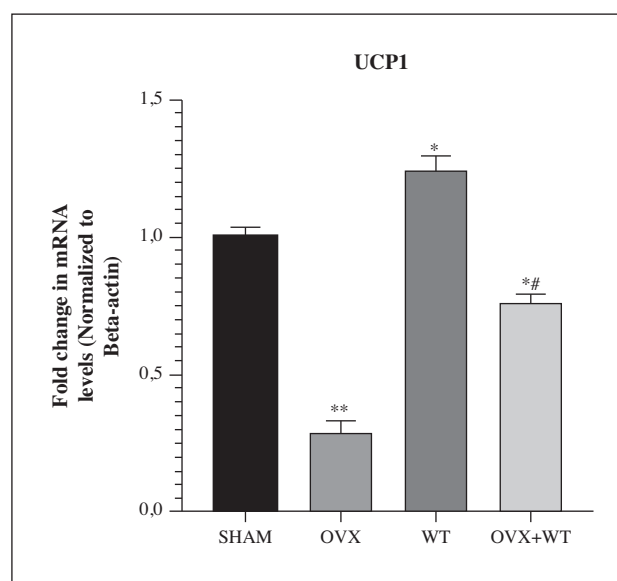 UCP1
Fold change in mRNA
levels (Normalized to
Beta-actin)
1,5
1,0
0,5
0,0
*
**
*#
SHAM OVX WT OVX+WT